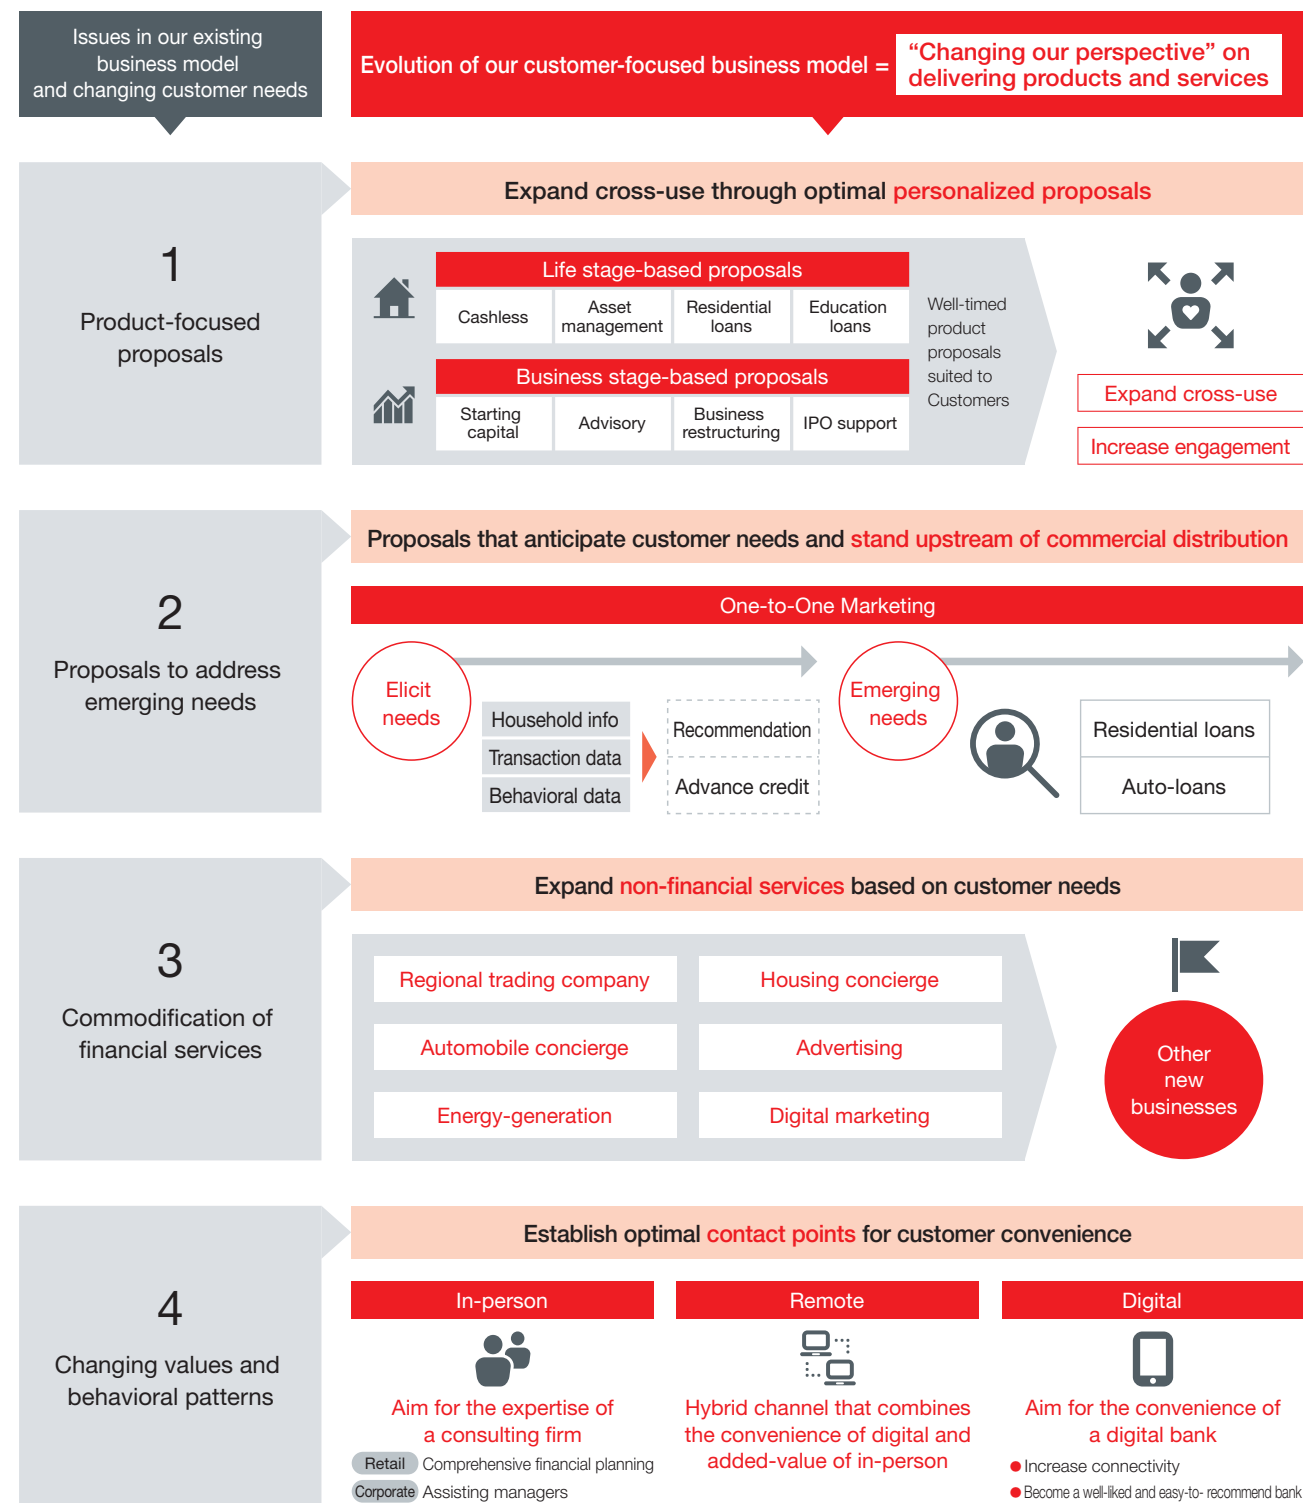 Issues in our existing
business model
and changing customer needs
Evolution of our customer-focused business model =
“Changing our perspective” on
delivering products and services
1
Product-focused
proposals
Expand cross-use through optimal personalized proposals
Life stage-based proposals
Cashless
Asset
management
Residential
loans
Education
loans
Business stage-based proposals
Starting
capital
Advisory
Business
restructuring
IPO support
Well-timed
product
proposals
suited to
Customers
Expand cross-use
Increase engagement
2
Proposals to address
emerging needs
Proposals that anticipate customer needs and stand upstream of commercial distribution
One-to-One Marketing
Elicit
needs
Household info
Transaction data
Behavioral data
Recommendation
Advance credit
Emerging
needs
Residential loans
Auto-loans
3
Commodification of
financial services
Expand non-financial services based on customer needs
Regional trading company
Housing concierge
Automobile concierge
Advertising
Energy-generation
Digital marketing
Other
new
businesses
4
Changing values and
behavioral patterns
Establish optimal contact points for customer convenience
In-person
Aim for the expertise of
a consulting firm
Retail Comprehensive financial planning
Corporate Assisting managers
Remote
Hybrid channel that combines
the convenience of digital and
added-value of in-person
Digital
Aim for the convenience of
a digital bank
● Increase connectivity
● Become a well-liked and easy-to- recommend bank